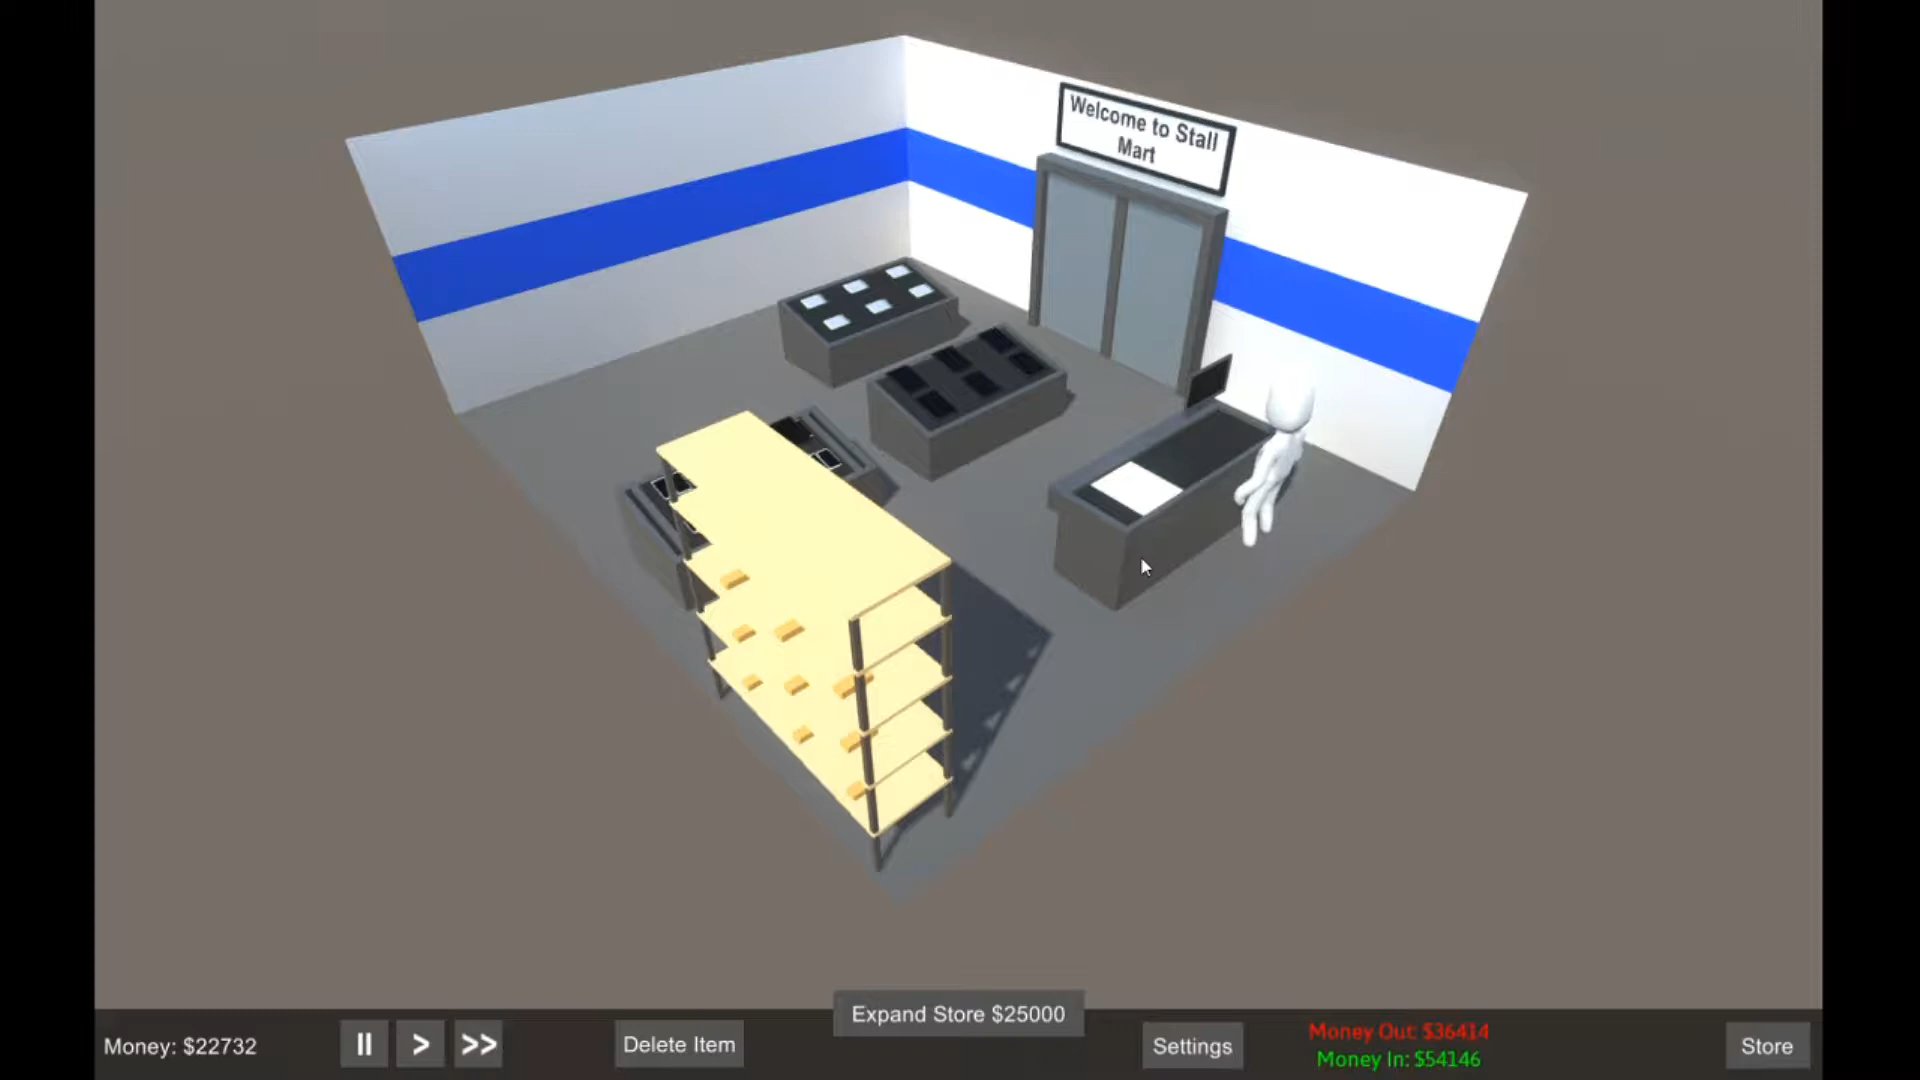 Welcome to Stall
Mart
Expand Store $25000
Money: $22732
Delete Item
Settings
Money Out: $36414
Money In: $54146
Store